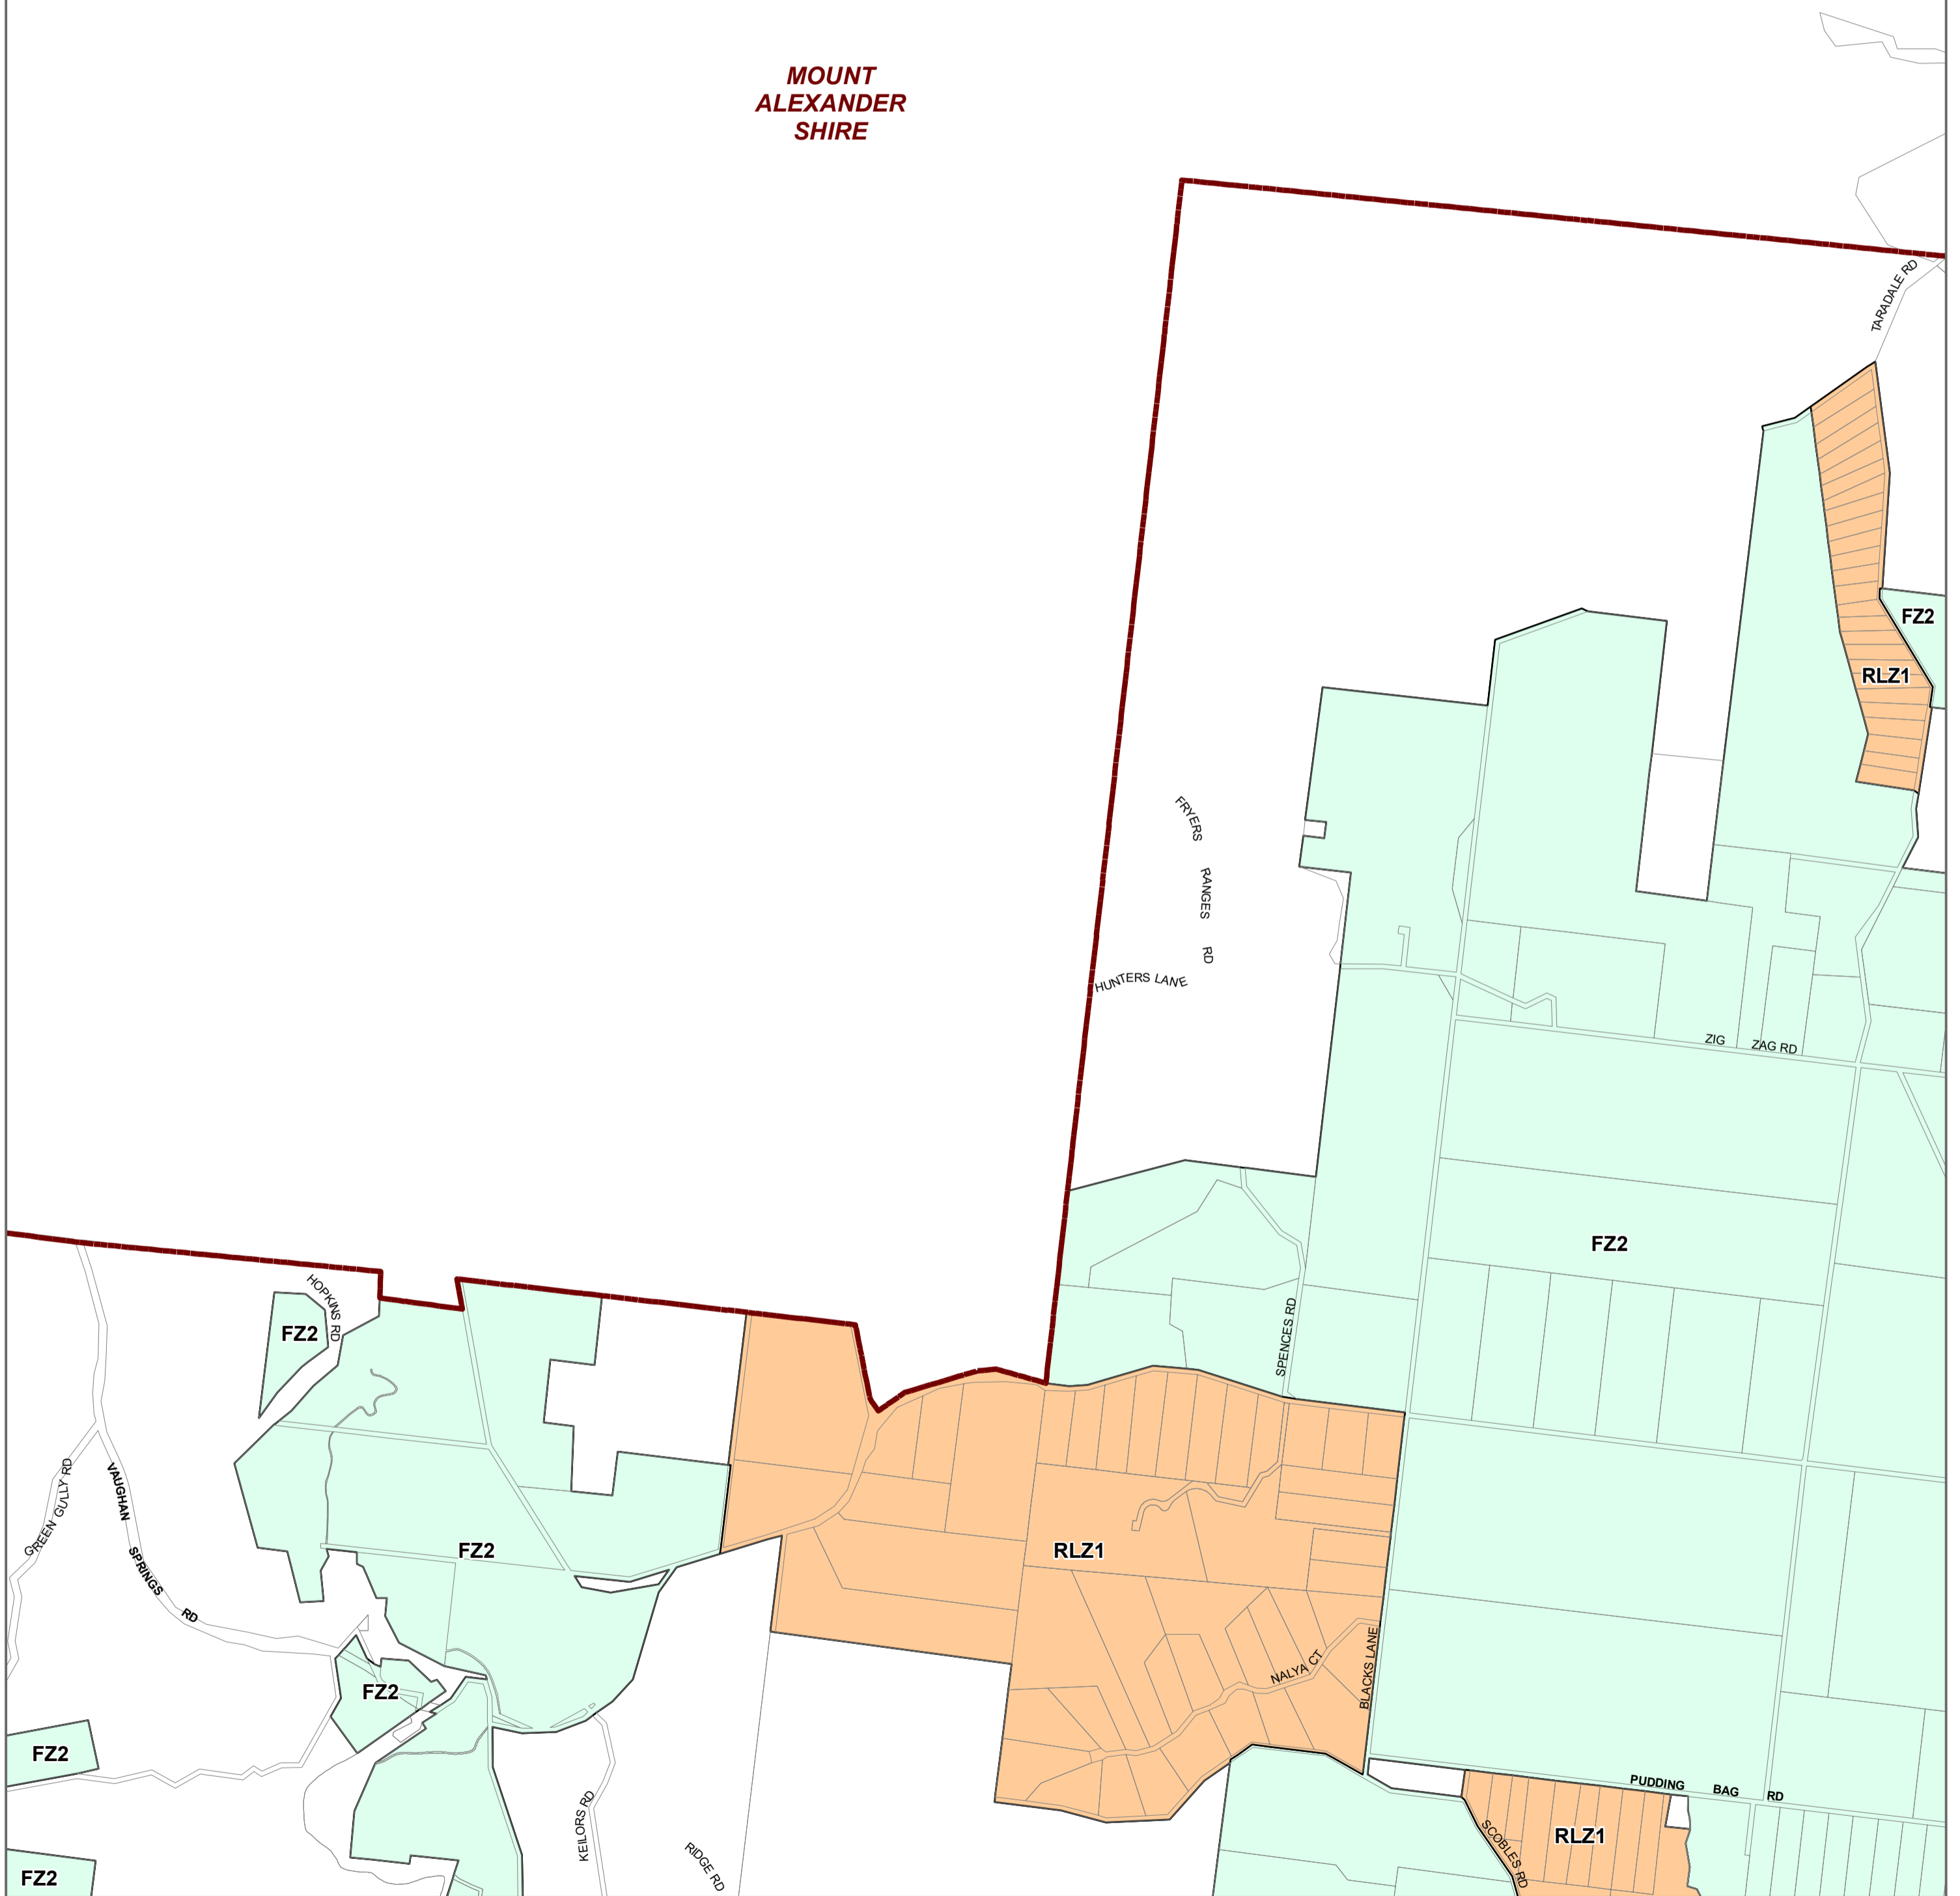 MOUNT
ALEXANDER
SHIRE
TARADALE RD
FZ2
RLZ1
FRYERS RANGES RD
HUNTERS LANE
ZIG ZAG RD
FZ2
HOPKINS RD
FZ2
SPENCES RD
GREEN GULLY RD
VAUGHAN SPRINGS RD
FZ2
RLZ1
NALYA CT
BLACKS LANE
FZ2
FZ2
PUDDING BAG RD
KEILORS RD
RIDGE RD
SCOBLES RD
RLZ1
FZ2